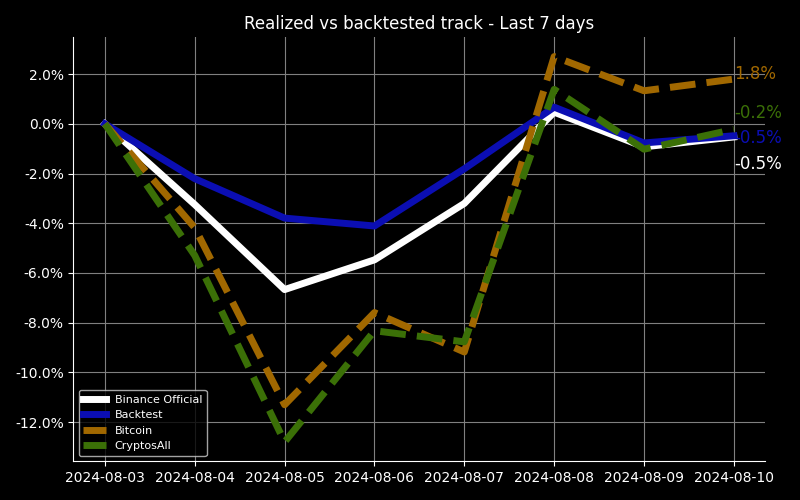 Realized vs backtested track - Last 7 days
2.0%
0.0%
-2.0%
-4.0%
-6.0%
-8.0%
-10.0%
-12.0%
1.8%
-0.2%
-0.5%
-0.5%
Binance Official
Backtest
Bitcoin
CryptosAll
2024-08-03 2024-08-04 2024-08-05 2024-08-06 2024-08-07 2024-08-08 2024-08-09 2024-08-10